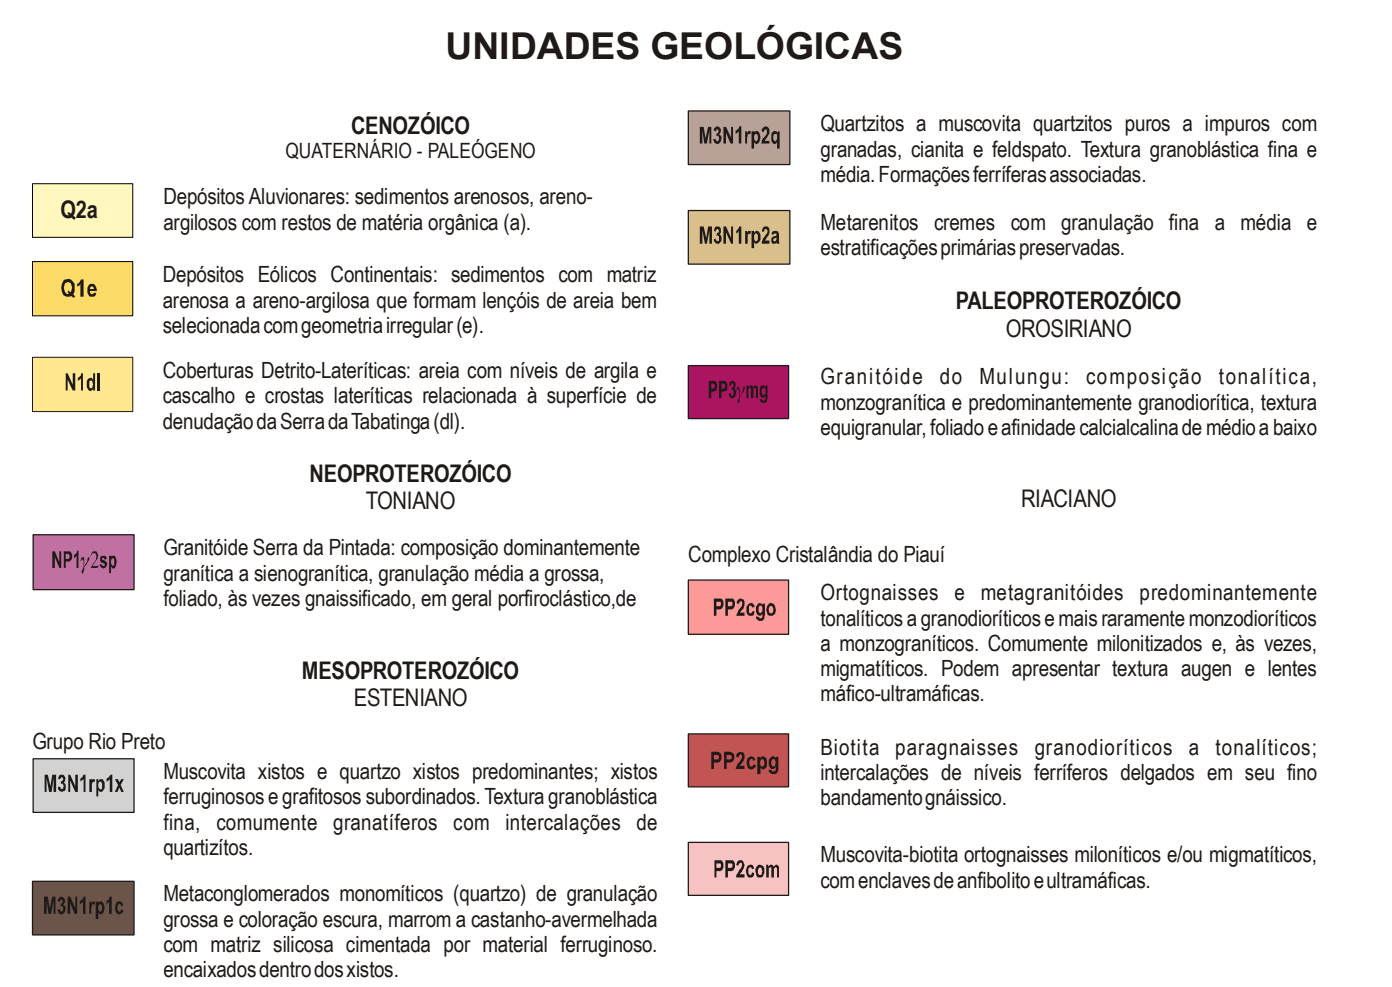 UNIDADES GEOLÓGICAS
CENOZÓICO
QUATERNÁRIO - PALEÓGENO
Q2a
Depósitos Aluvionares: sedimentos arenosos, areno-
argilosos com restos de matéria orgânica (a).
Q1e
Depósitos Eólicos Continentais: sedimentos com matriz
arenosa a areno-argilosa que formam lençóis de areia bem
selecionada com geometria irregular (e).
N1dl
Coberturas Detrito-Lateríticas: areia com níveis de argila e
cascalho e crostas lateríticas relacionada à superfície de
denudação da Serra da Tabatinga (dl).
NEOPROTEROZÓICO
TONIANO
NP1γ2sp
Granitóide Serra da Pintada: composição dominantemente
granítica a sienogranítica, granulação média a grossa,
foliado, às vezes gnaissificado, em geral porfiroclástico,de
MESOPROTEROZÓICO
ESTENIANO
Grupo Rio Preto
M3N1rp1x
Muscovita xistos e quartzo xistos predominantes; xistos
ferruginosos e grafitosos subordinados. Textura granoblástica
fina, comumente granatíferos com intercalações de
quartizítos.
M3N1rp1c
Metaconglomerados monomíticos (quartzo) de granulação
grossa e coloração escura, marrom a castanho-avermelhada
com matriz silicosa cimentada por material ferruginoso.
encaixados dentro dos xistos.
M3N1rp2q
Quartzitos a muscovita quartzitos puros a impuros com
granadas, cianita e feldspato. Textura granoblástica fina e
média. Formações ferríferas associadas.
M3N1rp2a
Metarenitos cremes com granulação fina a média e
estratificações primárias preservadas.
PALEOPROTEROZÓICO
OROSIRIANO
PP3γmg
Granitóide do Mulungu: composição tonalítica,
monzogranítica e predominantemente granodiorítica, textura
equigranular, foliado e afinidade calcialcalina de médio a baixo
RIACIANO
Complexo Cristalândia do Piauí
PP2cgo
Ortognaisses e metagranitóides predominantemente
tonalíticos a granodioríticos e mais raramente monzodioríticos
a monzograníticos. Comumente milonitizados e, às vezes,
migmatíticos. Podem apresentar textura augen e lentes
máfico-ultramáficas.
PP2cpg
Biotita paragnaisses granodioríticos a tonalíticos;
intercalações de níveis ferríferos delgados em seu fino
bandamento gnáissico.
PP2com
Muscovita-biotita ortognaisses miloníticos e/ou migmatíticos,
com enclaves de anfibolito e ultramáficas.